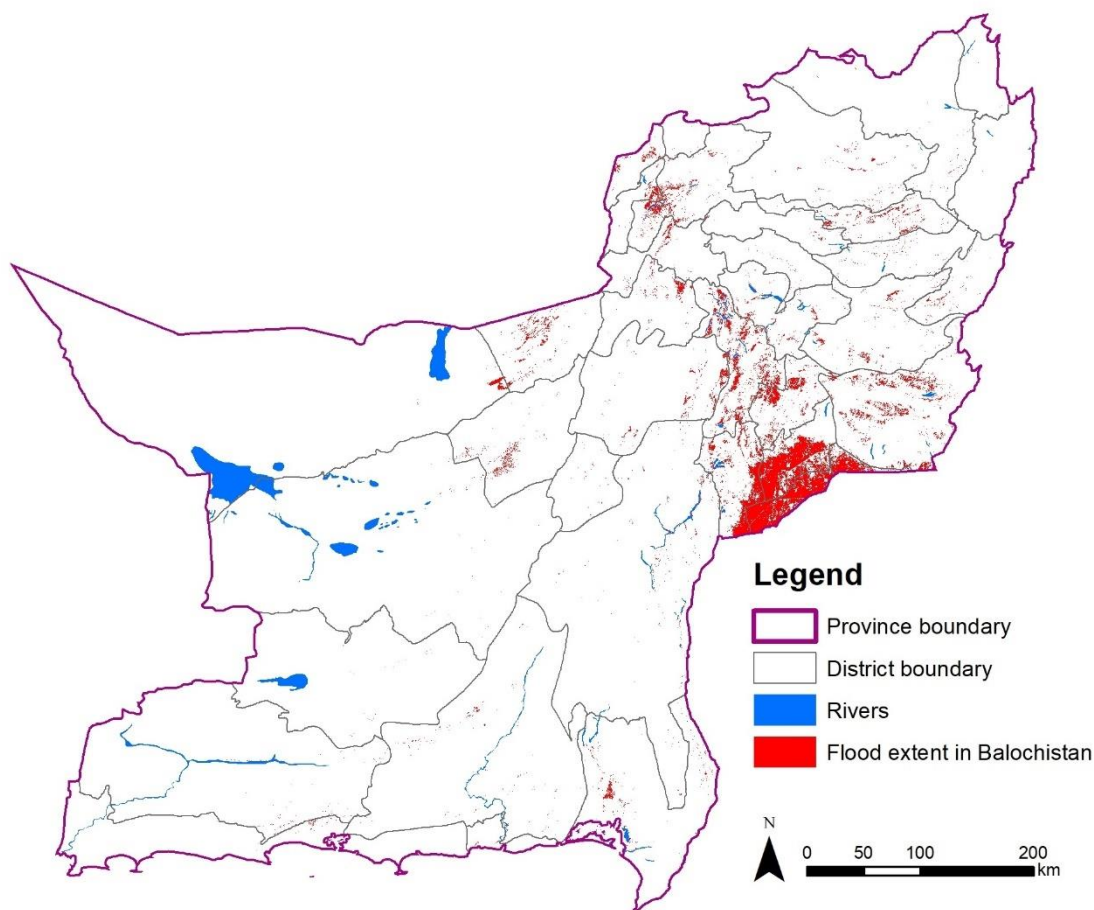 Legend
Province boundary
District boundary
Rivers
Flood extent in Balochistan
N
0 50 100 200
km